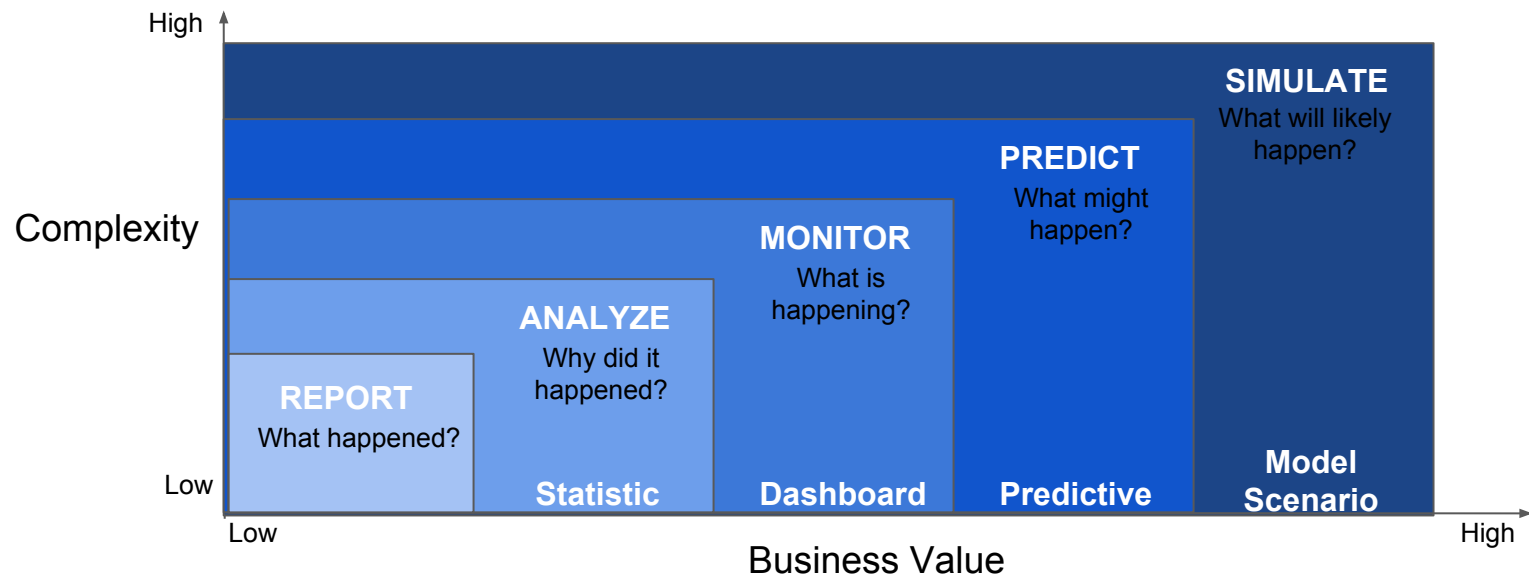 High
SIMULATE
What will likely
happen?
PREDICT
What might
happen?
Complexity
MONITOR
What is
happening?
ANALYZE
Why did it
happened?
REPORT
What happened?
Low
Statistic
Dashboard
Predictive
Model
Scenario
Low
High
Business Value